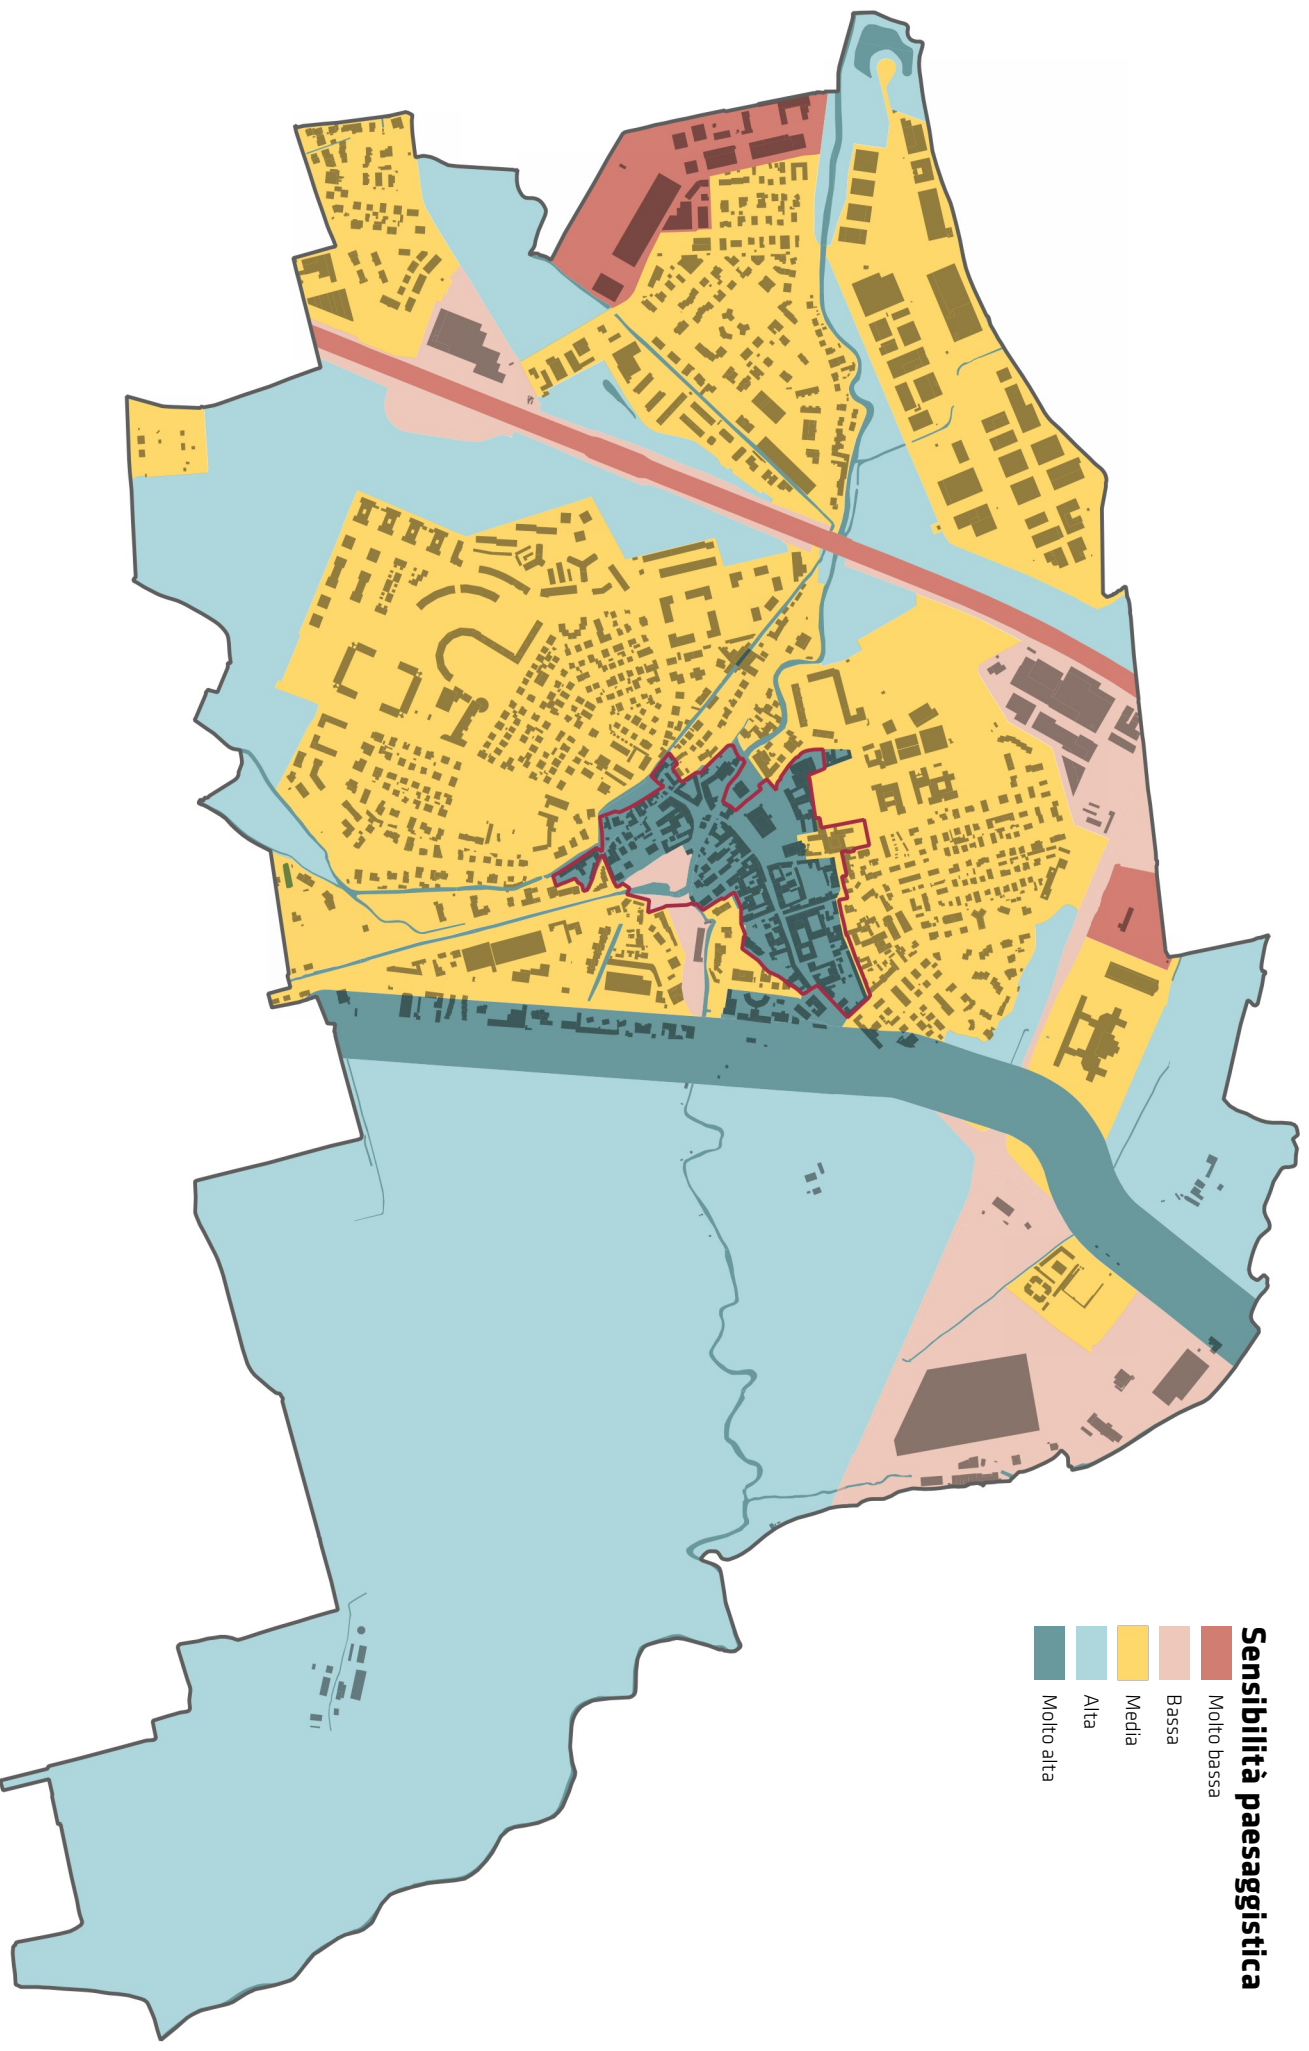 Sensibilità paesaggistica
Molto bassa
Bassa
Media
Alta
Molto alta